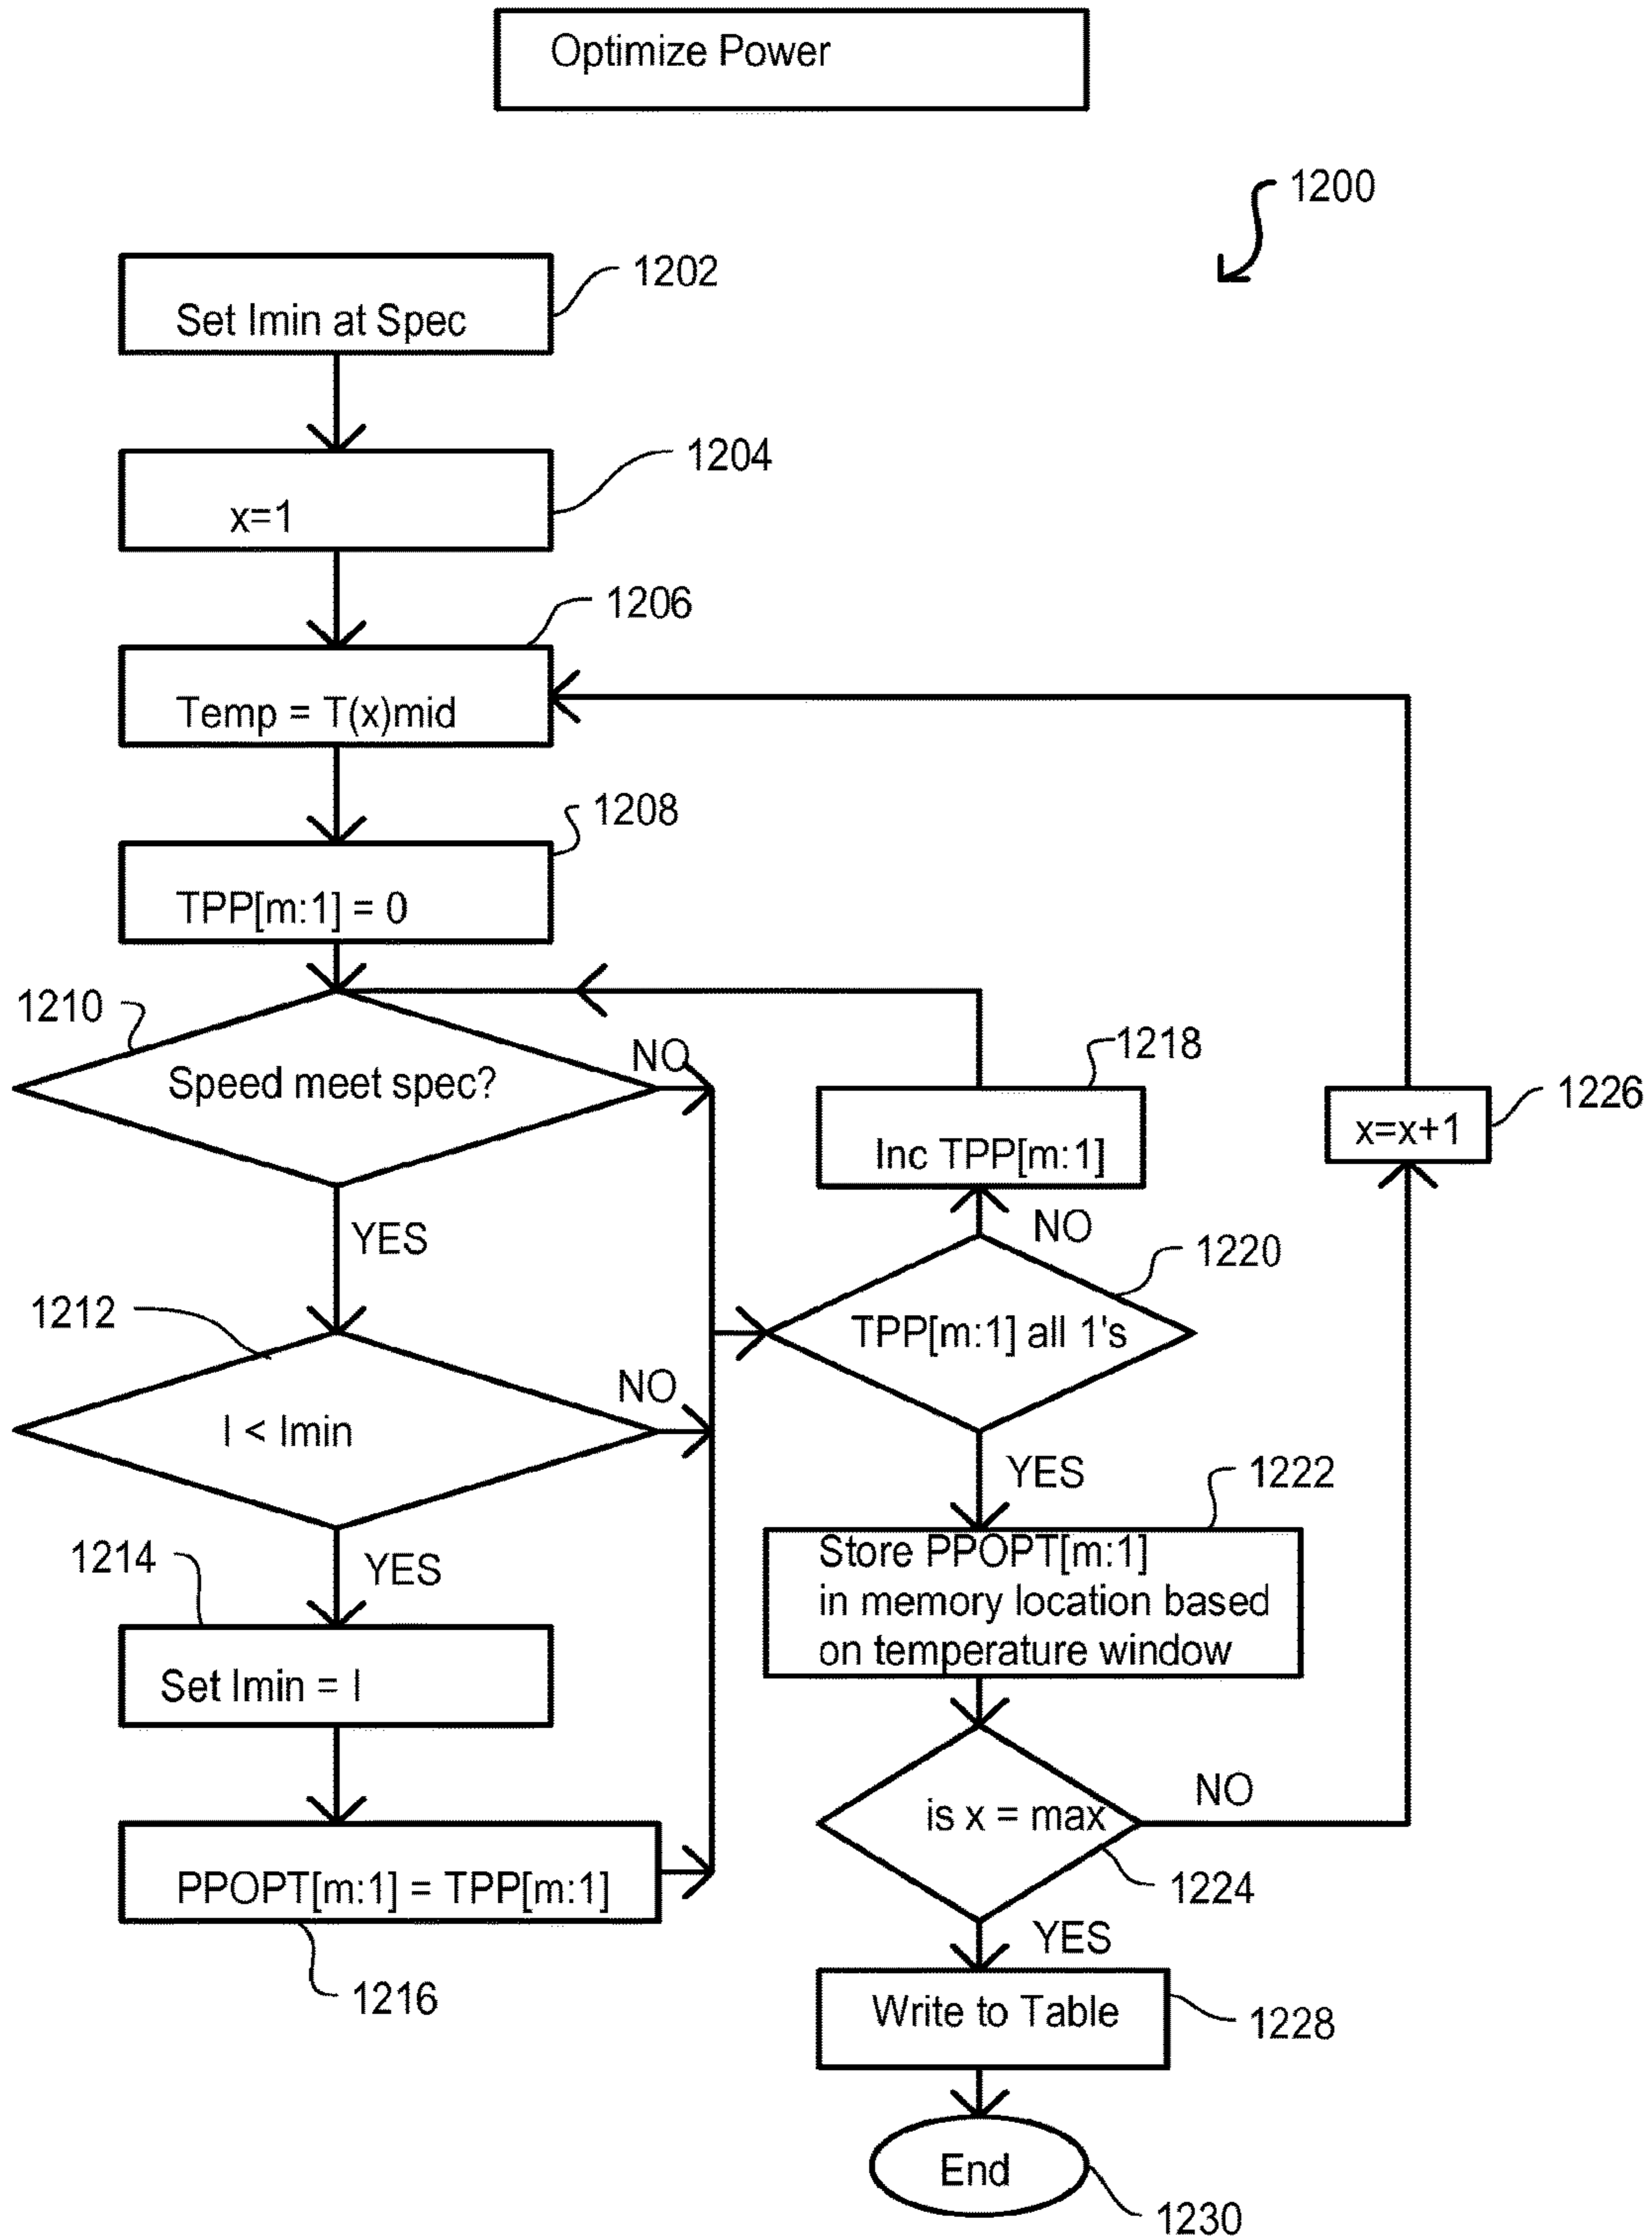 Optimize Power
1200
1202
Set Imin at Spec
1204
x=1
1206
Temp = T(x)mid
1208
TPP[m:1] = 0
1210
Speed meet spec?
NO
YES
1212
I < Imin
NO
YES
1214
Set Imin = I
PPOPT[m:1] = TPP[m:1]
1216
1218
Inc TPP[m:1]
NO
1220
TPP[m:1] all 1's
YES
1222
Store PPOPT[m:1]
in memory location based
on temperature window
is x = max
NO
1224
1226
x=x+1
YES
Write to Table
1228
End
1230